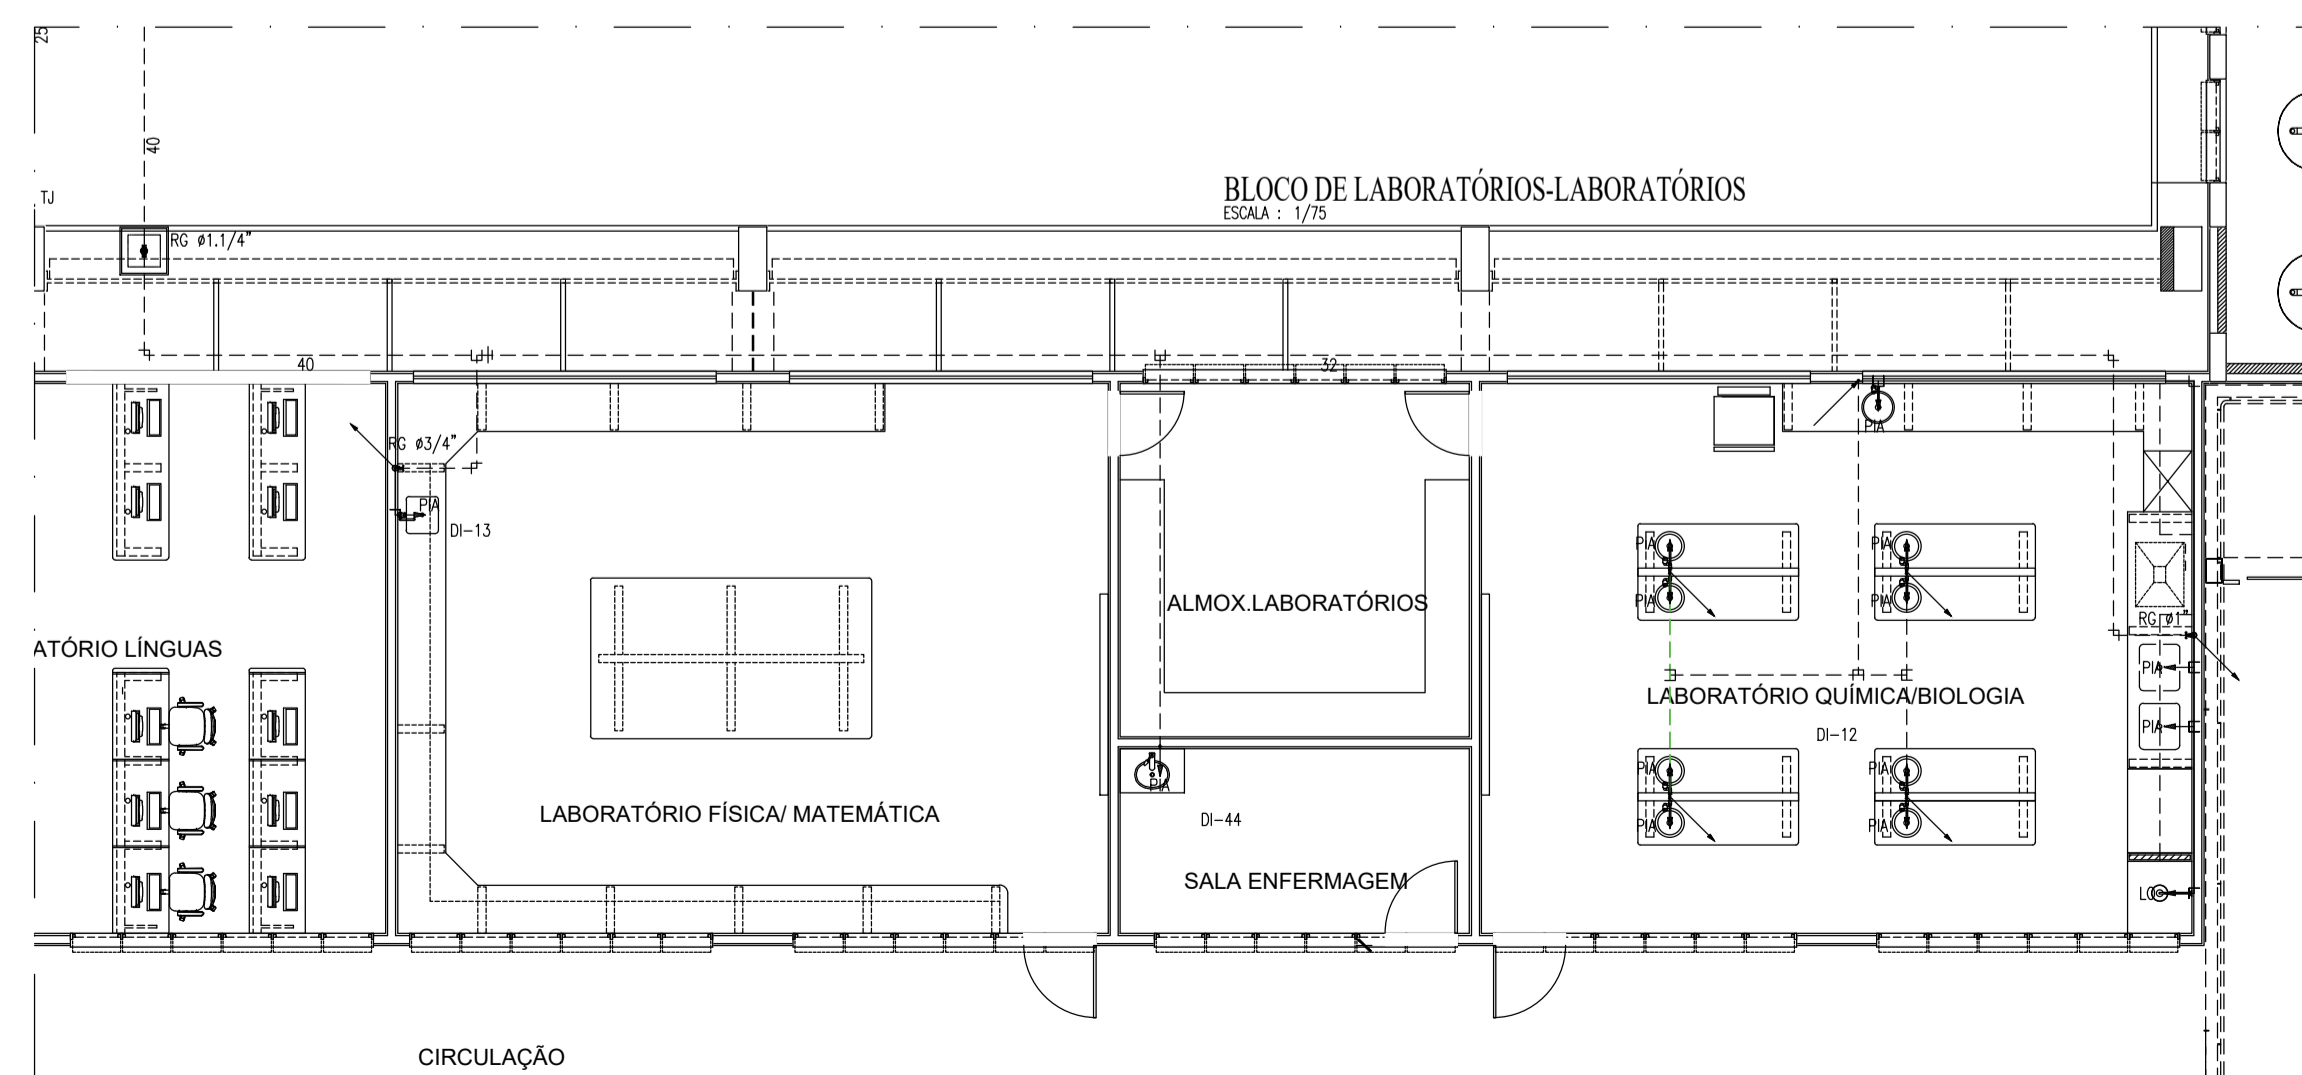 25
40
TJ
BLOCO DE LABORATÓRIOS-LABORATÓRIOS
ESCALA : 1/75
RG ø1.1/4"
40
32
RG ø3/4"
PIA
DI-13
PIA
PIA
PIA
PIA
PIA
ALMOX.LABORATÓRIOS
RG ø1"
ATÓRIO LÍNGUAS
PIA
LABORATÓRIO QUÍMICA/BIOLOGIA
PIA
DI-12
PIA
PIA
PIA
LABORATÓRIO FÍSICA/ MATEMÁTICA
DI-44
PIA
PIA
SALA ENFERMAGEM
CIRCULAÇÃO